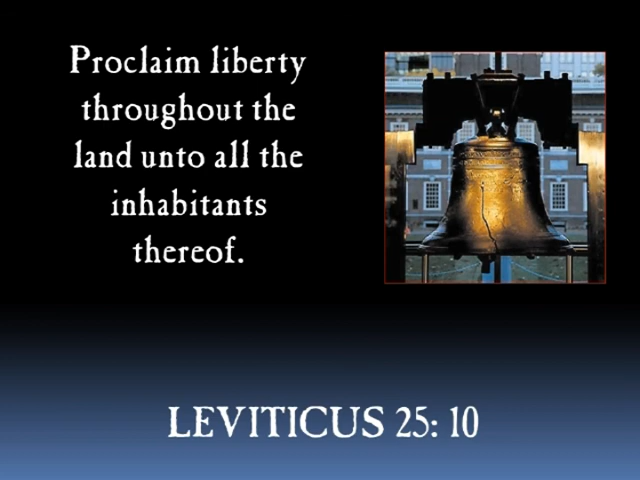 Proclaim liberty
throughout the
land unto all the
inhabitants
thereof.
LEVITICUS 25: 10